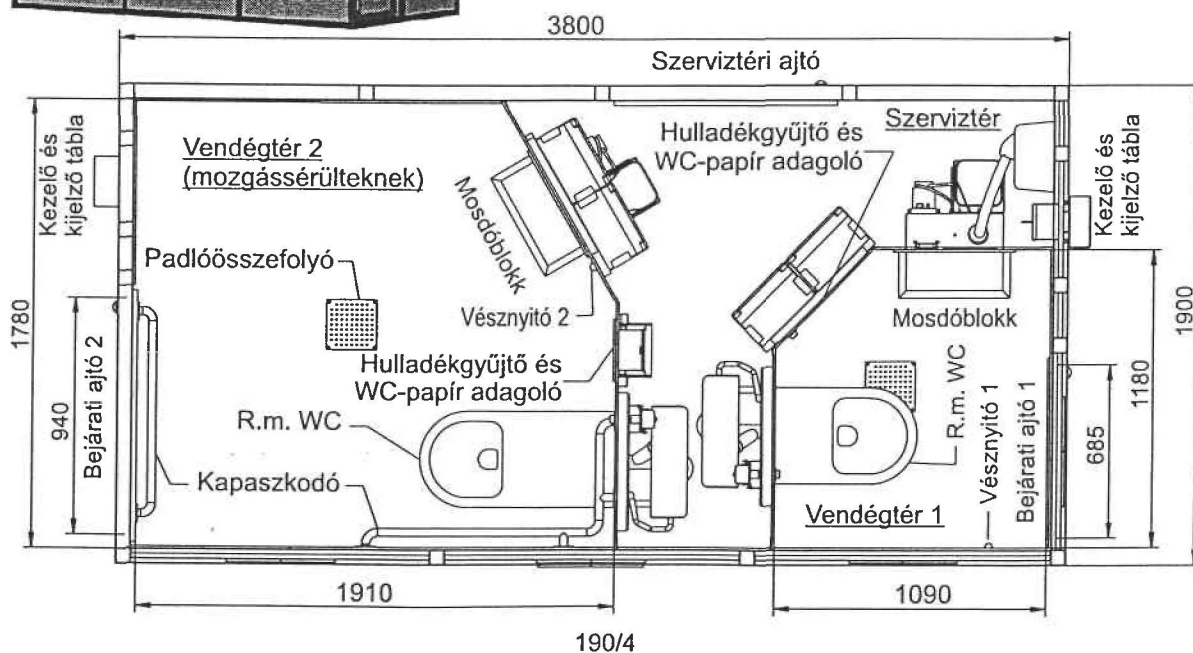 3800
Szerviztéri ajtó
Kezelő és
kijelző tábla
Vendégtér 2
(mozgássérülteknek)
Mosdóblokk
Hulladékgyűjtő és
WC-papír adagoló
Szerviztér
Kezelő és
kijelző tábla
1780
Padlóösszefolyó
Vésznyitó 2
Mosdóblokk
1900
Hulladékgyűjtő és
WC-papír adagoló
940
Bejárati ajtó 2
R.m. WC
Kapaszkodó
R.m. WC
Vésznyitó 1
Bejárati ajtó 1
685
1180
Vendégtér 1
1910
1090
190/4